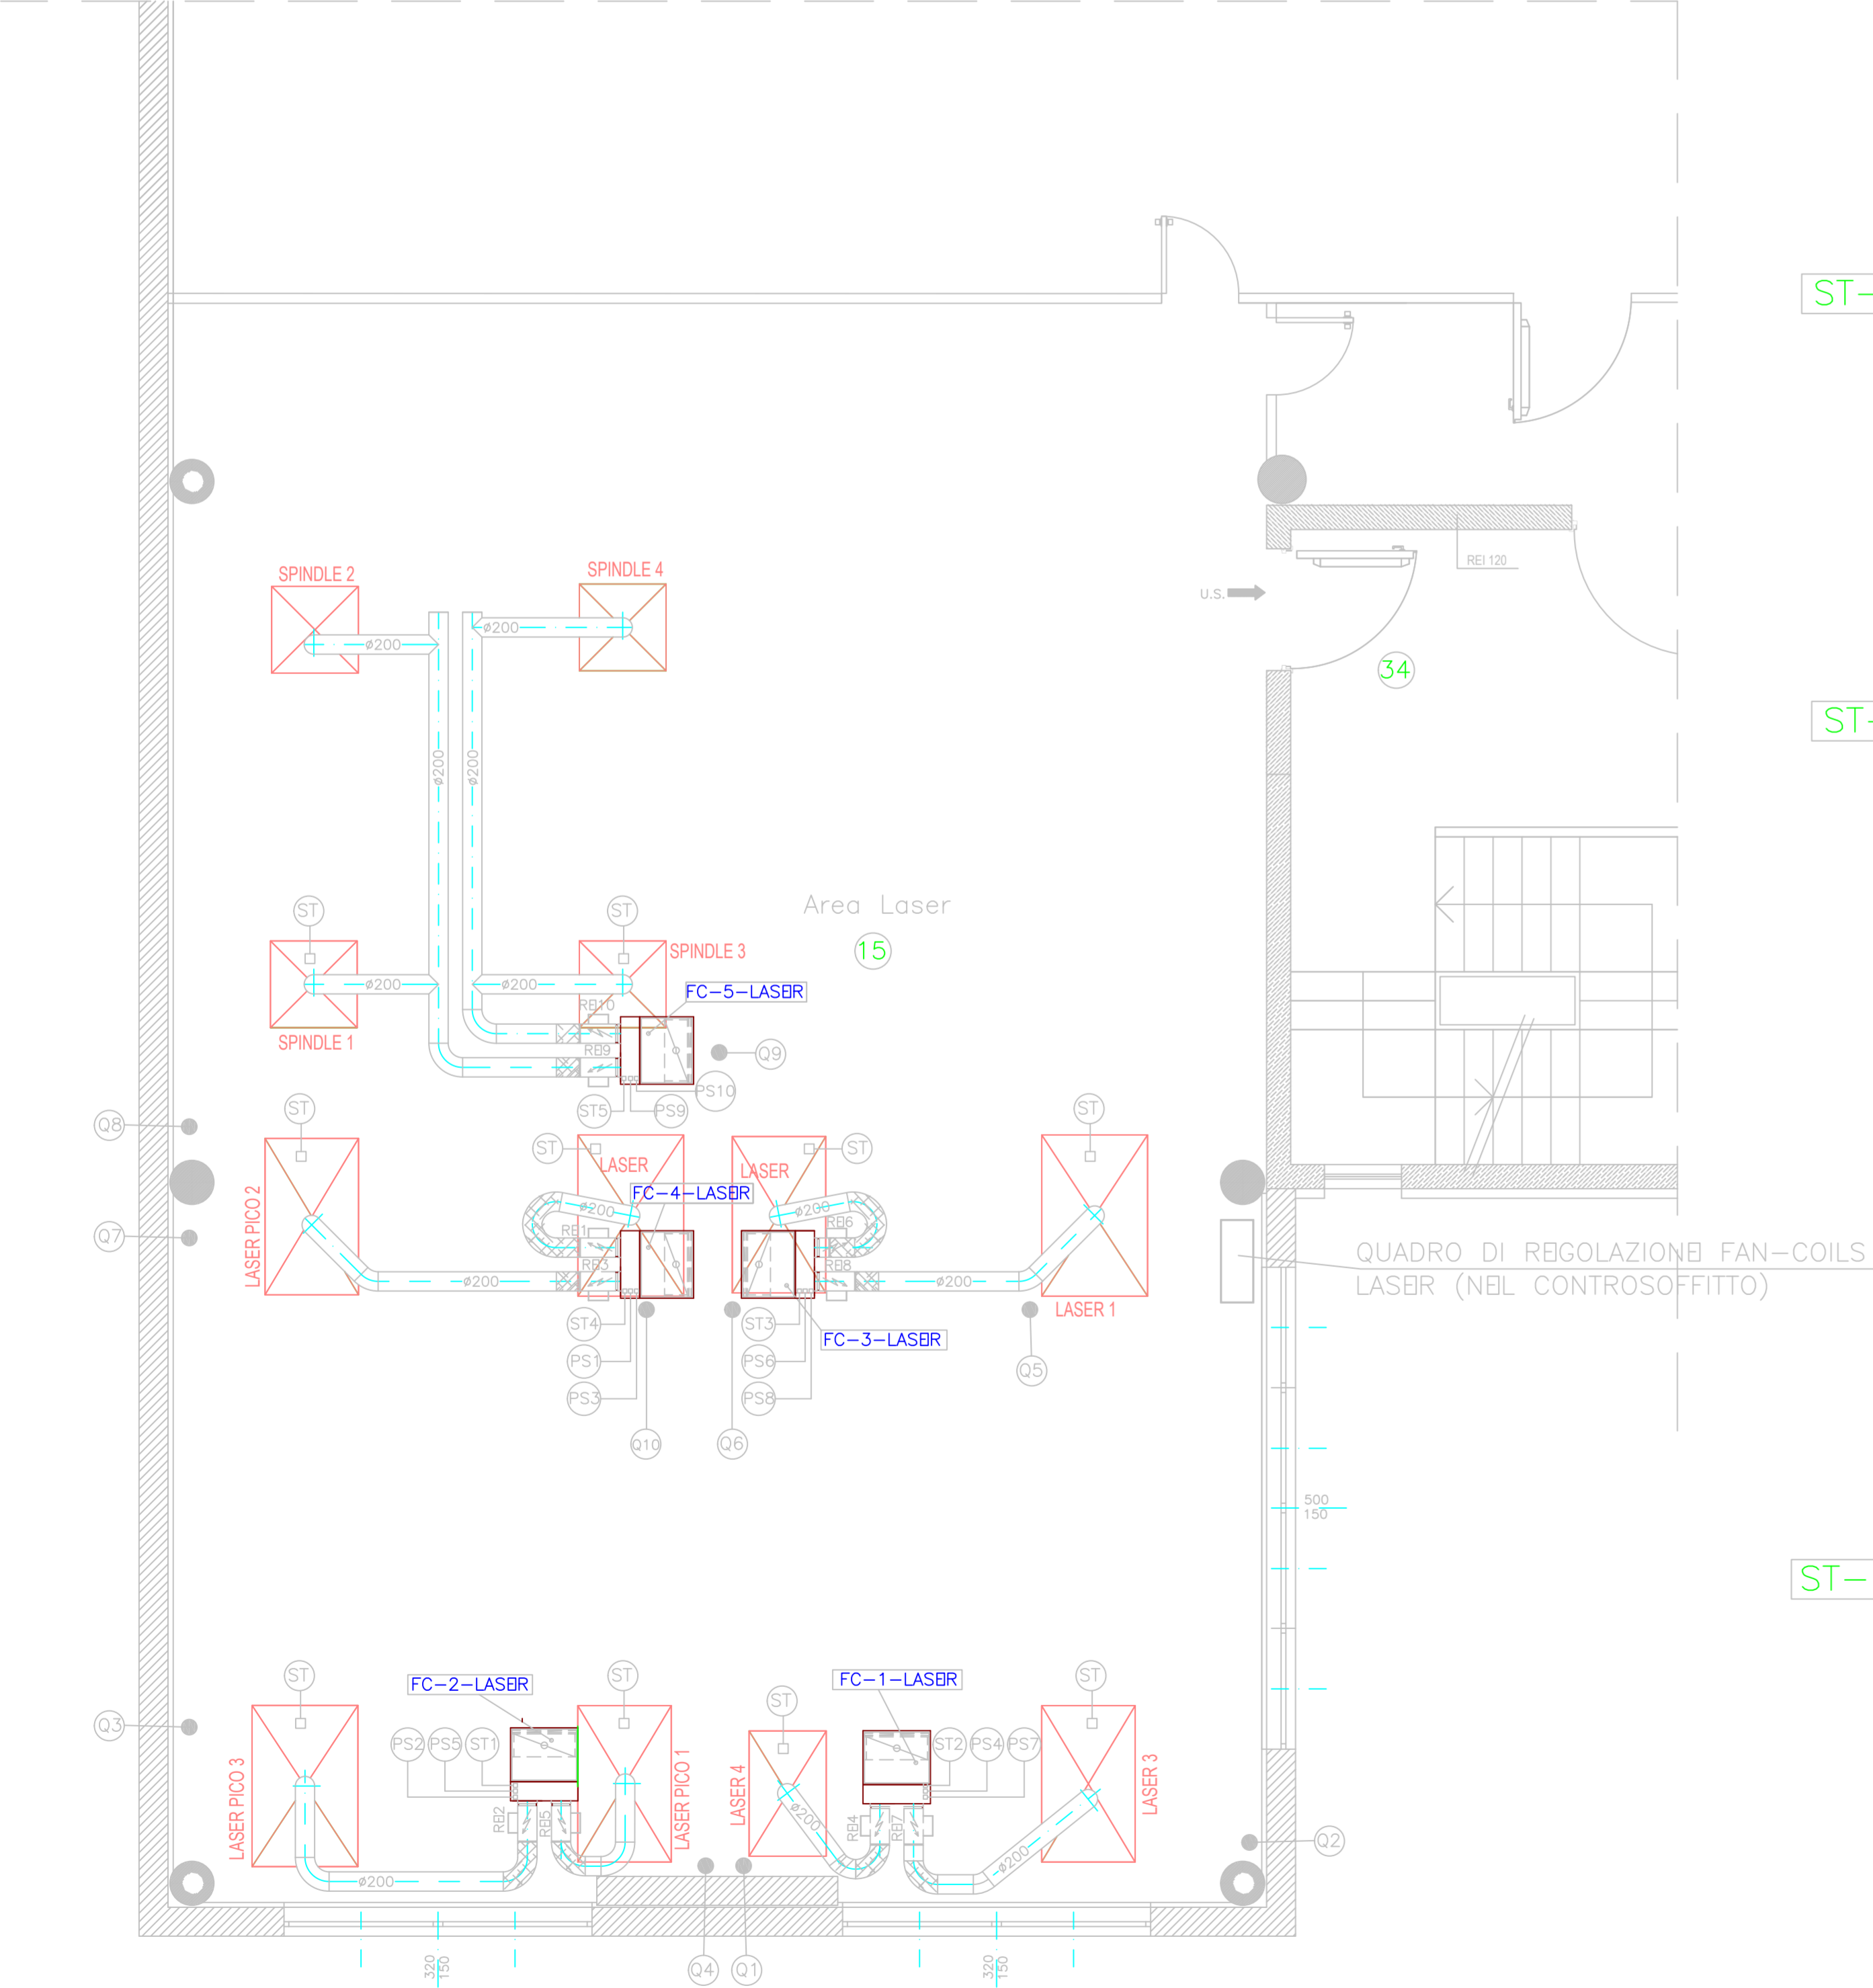 ST-
REI 120
SPINDLE 2
SPINDLE 4
U.S.
ø200
ø200
34
ST-
ø200
ø200
Area Laser
ST
ST
15
SPINDLE 3
ø200
ø200
FC-5-LASER
RE10
SPINDLE 1
RE9
Q9
PS10
ST5
PS9
ST
ST
Q8
ST
ST
LASER
LASER
LASER PICO 2
FC-4-LASER
ø200
ø200
RE1
RE6
Q7
RE3
RE8
QUADRO DI REGOLAZIONE FAN-COILS
LASER (NEL CONTROSOFFITTO)
ø200
ø200
LASER 1
ST4
ST3
FC-3-LASER
PS1
PS6
Q5
PS3
PS8
Q10
Q6
500
150
ST-
ST
ST
ST
FC-2-LASER
FC-1-LASER
ST
Q3
PS2
PS5
ST1
ST2
PS4
PS7
LASER PICO 3
LASER PICO 1
LASER 4
LASER 3
RE2
RE5
RE4
RE7
ø200
ø200
ø200
Q2
320
150
Q4
Q1
320
150